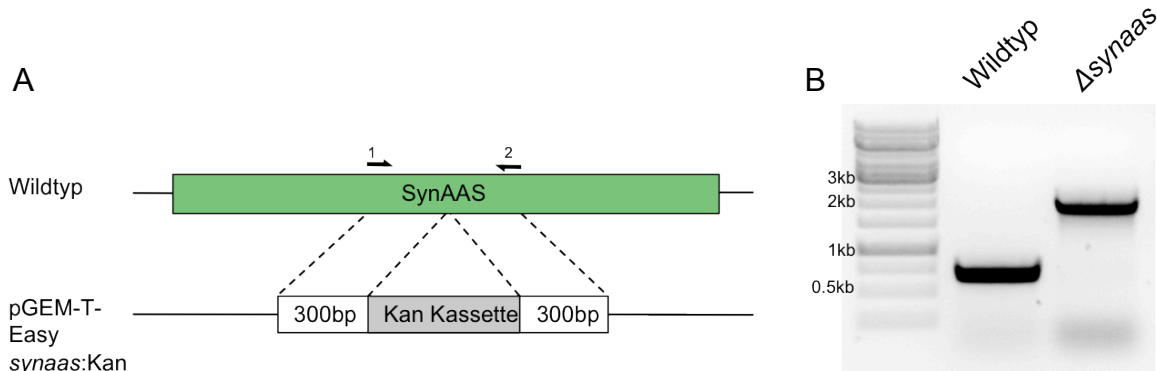 A
B
Wildtyp
Δsynaas
1
2
Wildtyp
SynAAS
3kb
2kb
1kb
0.5kb
pGEM-T-
Easy
synaas:Kan
300bp
Kan Kassette
300bp